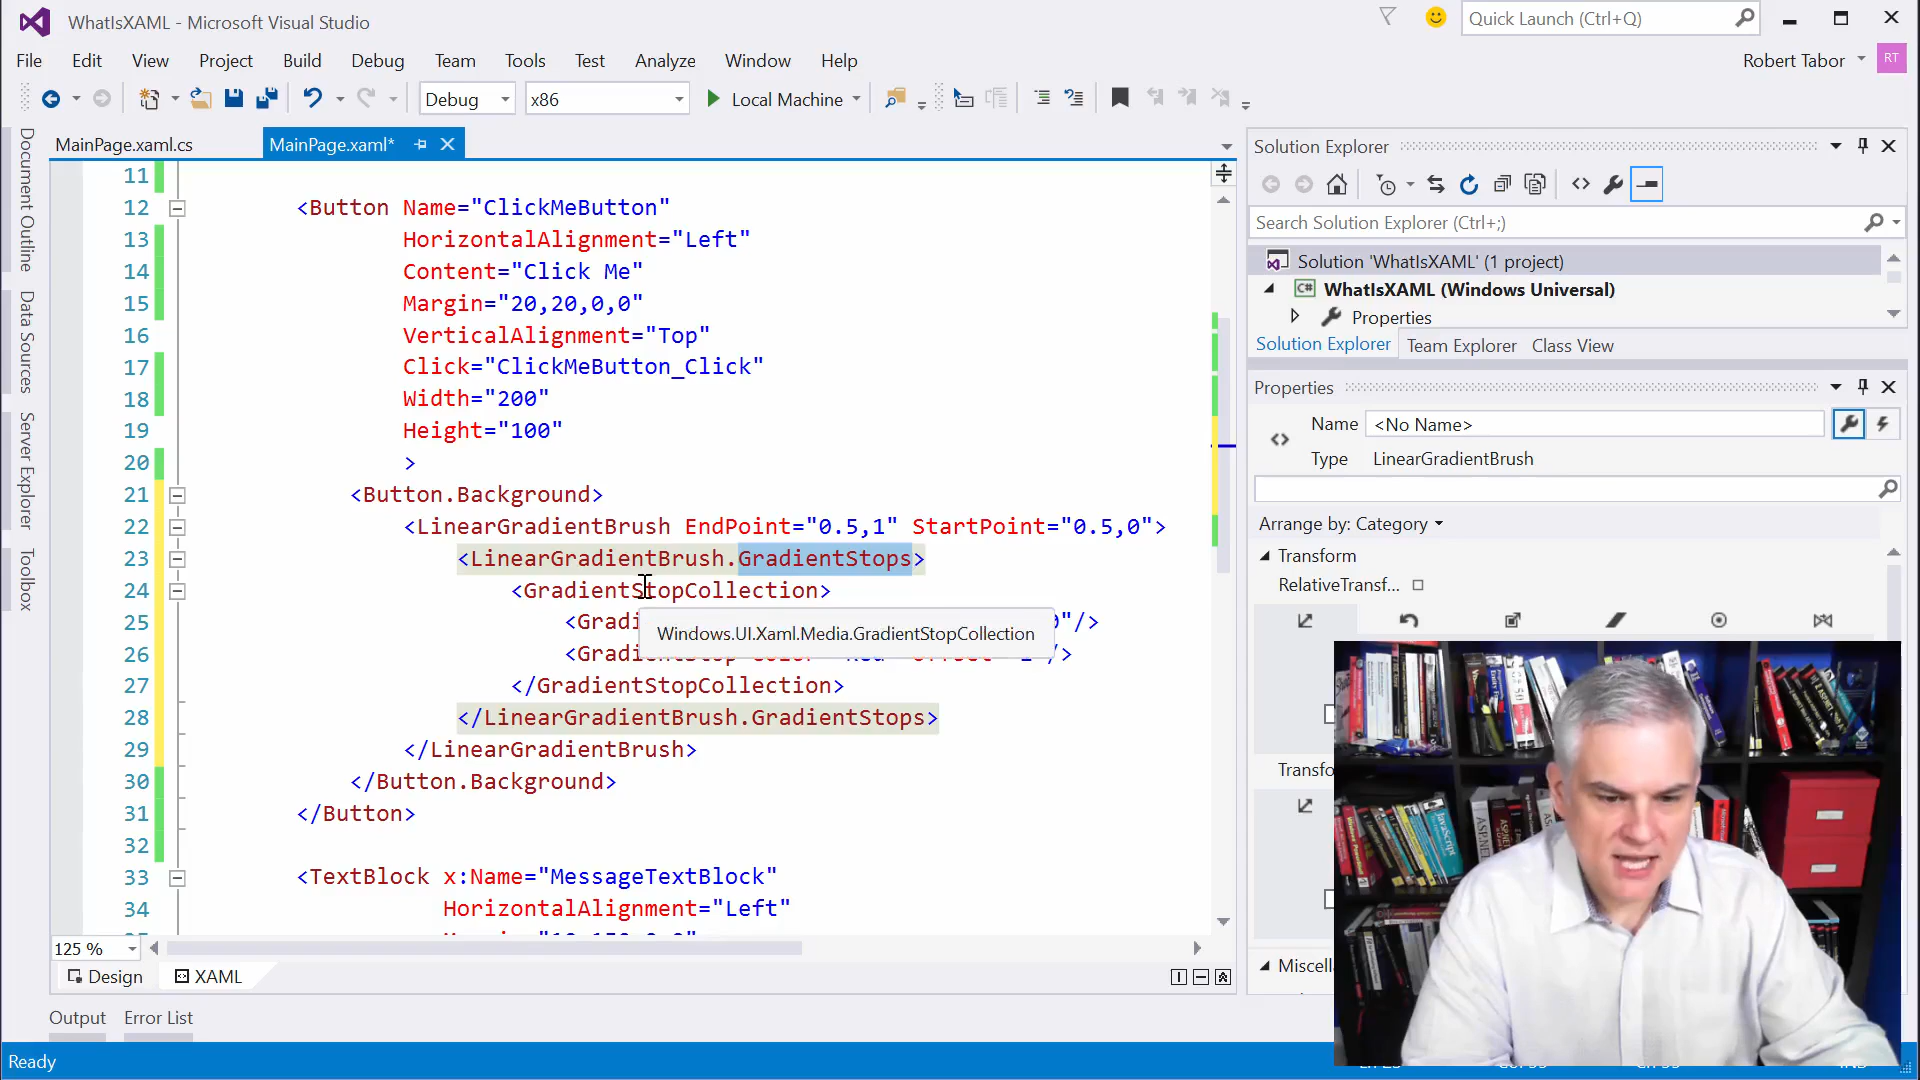 WhatIsXAML - Microsoft Visual Studio
Quick Launch (Ctrl+Q)
File Edit View Project Build Debug Team Tools Test Analyze Window Help
Robert Tabor RT
Debug x86 Local Machine
Document Outline
Data Sources
Server Explorer
Toolbox
MainPage.xaml.cs MainPage.xaml*
11
12 <Button Name="ClickMeButton"
13 HorizontalAlignment="Left"
14 Content="Click Me"
15 Margin="20,20,0,0"
16 VerticalAlignment="Top"
17 Click="ClickMeButton_Click"
18 Width="200"
19 Height="100"
20 >
21 <Button.Background>
22 <LinearGradientBrush EndPoint="0.5,1" StartPoint="0.5,0">
23 <LinearGradientBrush.GradientStops>
24 <GradientStopCollection>
25 <Gradi 0"/>
Windows.UI.Xaml.Media.GradientStopCollection
26 <GradientStop Color="Red" Offset="1"/>
27 </GradientStopCollection>
28 </LinearGradientBrush.GradientStops>
29 </LinearGradientBrush>
30 </Button.Background>
31 </Button>
32
33 <TextBlock x:Name="MessageTextBlock"
34 HorizontalAlignment="Left"
125 %
Design XAML
Output Error List
Ready
Solution Explorer
Search Solution Explorer (Ctrl+;)
Solution 'WhatIsXAML' (1 project)
C# WhatIsXAML (Windows Universal)
Properties
Solution Explorer Team Explorer Class View
Properties
Name <No Name>
Type LinearGradientBrush
Arrange by: Category
Transform
RelativeTransf...
Transfo
Miscell